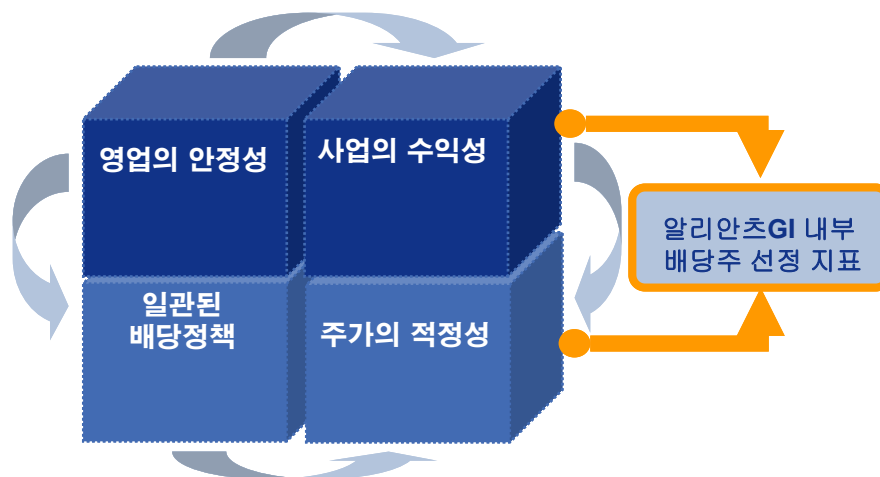 영업의 안정성
사업의 수익성
일관된
배당정책
주가의 적정성
알리안츠GI 내부
배당주 선정 지표